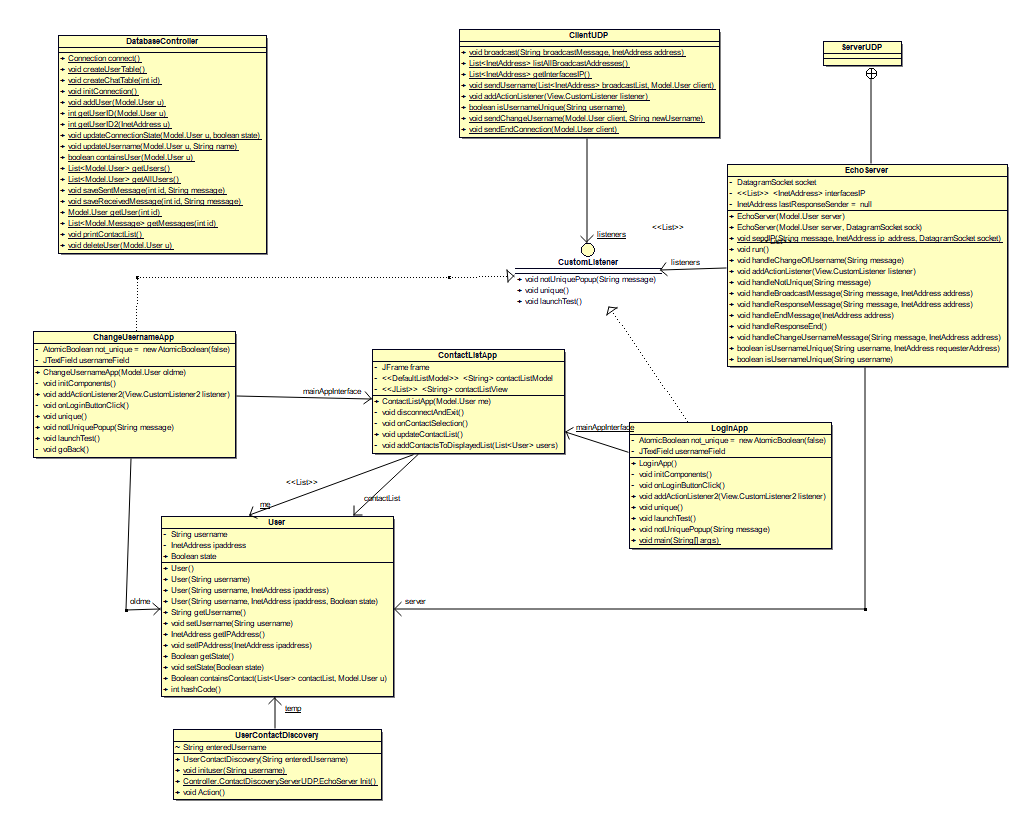 DatabaseController
+ Connection connect()
+ void createUserTable()
+ void createChatTable(int id)
+ void initConnection()
+ void addUser(Model.User u)
+ int getUserID(Model.User u)
+ int getUserID2(InetAddress u)
+ void updateConnectionState(Model.User u, boolean state)
+ void updateUsername(Model.User u, String name)
+ boolean containsUser(Model.User u)
+ List<Model.User> getUsers()
+ List<Model.User> getAllUsers()
+ void saveSentMessage(int id, String message)
+ void saveReceivedMessage(int id, String message)
+ Model.User getUser(int id)
+ List<Model.Message> getMessages(int id)
+ void printContactList()
+ void deleteUser(Model.User u)
ClientUDP
+ void broadcast(String broadcastMessage, InetAddress address)
+ List<InetAddress> listAllBroadcastAddresses()
+ List<InetAddress> getInterfacesIP()
+ void sendUsername(List<InetAddress> broadcastList, Model.User client)
+ void addActionListener(View.CustomListener listener)
+ boolean isUsernameUnique(String username)
+ void sendChangeUsername(Model.User client, String newUsername)
+ void sendEndConnection(Model.User client)
ServerUDP
EchoServer
- DatagramSocket socket
- <<List>> <InetAddress> interfacesIP
- InetAddress lastResponseSender = null
+ EchoServer(Model.User server)
+ EchoServer(Model.User server, DatagramSocket sock)
+ void sendIP(String message, InetAddress ip_address, DatagramSocket socket)
+ void run()
+ void handleChangeOfUsername(String message)
+ void addActionListener(View.CustomListener listener)
+ void handleNotUnique(String message)
+ void handleBroadcastMessage(String message, InetAddress address)
+ void handleResponseMessage(String message, InetAddress address)
+ void handleEndMessage(InetAddress address)
+ void handleResponseEnd()
+ void handleChangeUsernameMessage(String message, InetAddress address)
+ boolean isUsernameUnique(String username, InetAddress requesterAddress)
+ boolean isUsernameUnique(String username)
listeners
<<List>>
listeners
CustomListener
+ void notUniquePopup(String message)
+ void unique()
+ void launchTest()
ChangeUsernameApp
- AtomicBoolean not_unique = new AtomicBoolean(false)
- JTextField usernameField
+ ChangeUsernameApp(Model.User oldme)
- void initComponents()
+ void addActionListener2(View.CustomListener2 listener)
- void onLoginButtonClick()
+ void unique()
+ void notUniquePopup(String message)
+ void launchTest()
- void goBack()
mainAppInterface
ContactListApp
- JFrame frame
- <<DefaultListModel>> <String> contactListModel
- <<JList>> <String> contactListView
+ ContactListApp(Model.User me)
- void disconnectAndExit()
- void onContactSelection()
- void updateContactList()
- void addContactsToDisplayedList(List<User> users)
mainAppInterface
LoginApp
- AtomicBoolean not_unique = new AtomicBoolean(false)
- JTextField usernameField
+ LoginApp()
- void initComponents()
- void onLoginButtonClick()
+ void addActionListener2(View.CustomListener2 listener)
+ void unique()
+ void launchTest()
+ void notUniquePopup(String message)
+ void main(String[] args)
<<List>>
me
contactList
User
- String username
- InetAddress ipaddress
+ Boolean state
+ User()
+ User(String username)
+ User(String username, InetAddress ipaddress)
+ User(String username, InetAddress ipaddress, Boolean state)
+ String getUsername()
+ void setUsername(String username)
+ InetAddress getIPAddress()
+ void setIPAddress(InetAddress ipaddress)
+ Boolean getState()
+ void setState(Boolean state)
+ Boolean containsContact(List<User> contactList, Model.User u)
+ int hashCode()
oldme
server
temp
UserContactDiscovery
~ String enteredUsername
+ UserContactDiscovery(String enteredUsername)
+ void inituser(String username)
+ Controller.ContactDiscoveryServerUDP.EchoServer Init()
+ void Action()